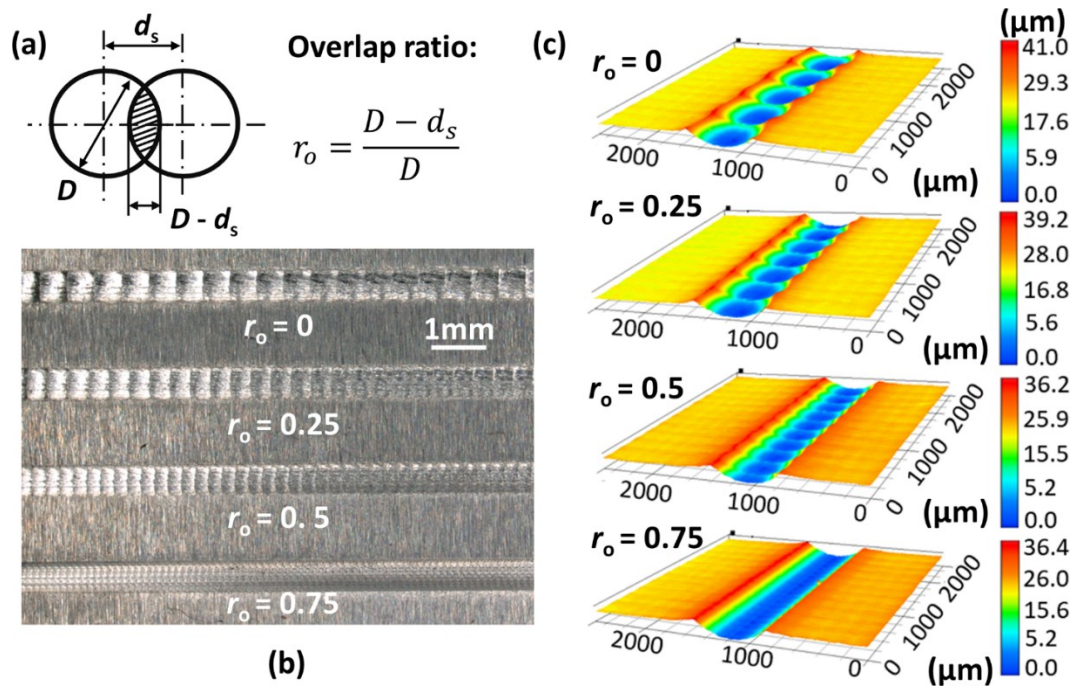 (a)
dₛ
D
D - dₛ
Overlap ratio:
rₒ = (D − dₛ) / D
rₒ = 0
1mm
rₒ = 0.25
rₒ = 0. 5
rₒ = 0.75
(b)
(c)
(μm)
rₒ = 0
41.0
29.3
17.6
5.9
0.0
2000
1000
0
2000
1000
0
(μm)
rₒ = 0.25
39.2
28.0
16.8
5.6
0.0
2000
1000
0
2000
1000
0
(μm)
rₒ = 0.5
36.2
25.9
15.5
5.2
0.0
2000
1000
0
2000
1000
0
(μm)
rₒ = 0.75
36.4
26.0
15.6
5.2
0.0
2000
1000
0
2000
1000
0
(μm)